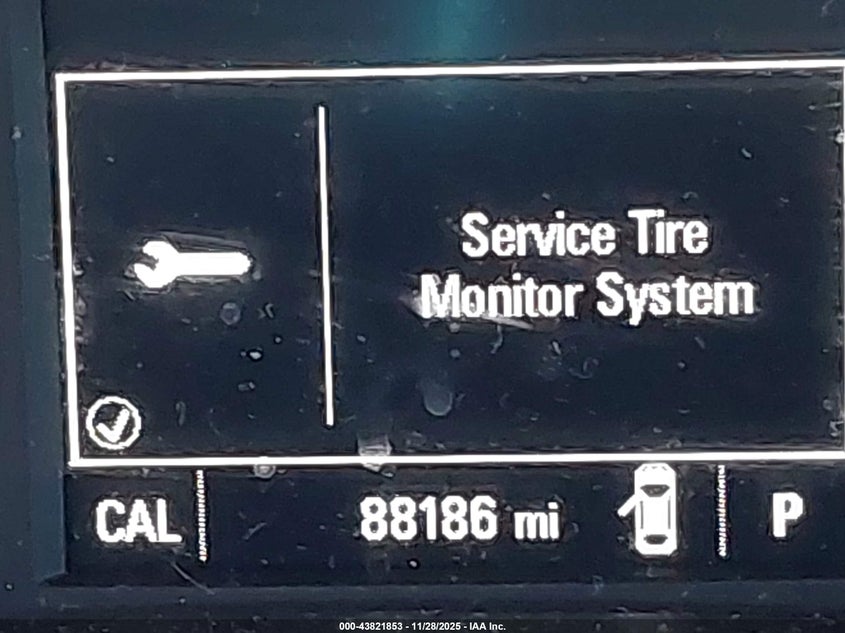 Service Tire
Monitor System
CAL 88186 mi P
000-43821853 - 11/28/2025 - IAA Inc.